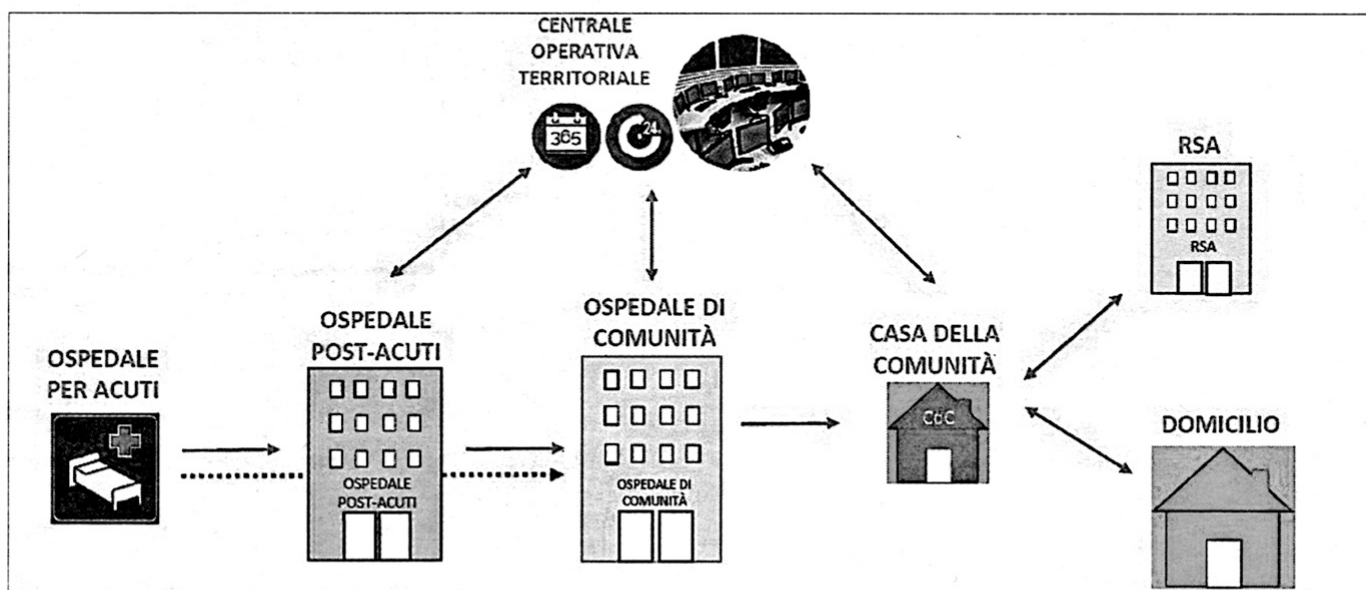 CENTRALE
OPERATIVA
TERRITORIALE
365
24
RSA
RSA
OSPEDALE
PER ACUTI
OSPEDALE
POST-ACUTI
OSPEDALE
POST-ACUTI
OSPEDALE DI
COMUNITÀ
OSPEDALE DI
COMUNITÀ
CASA DELLA
COMUNITÀ
CdC
DOMICILIO